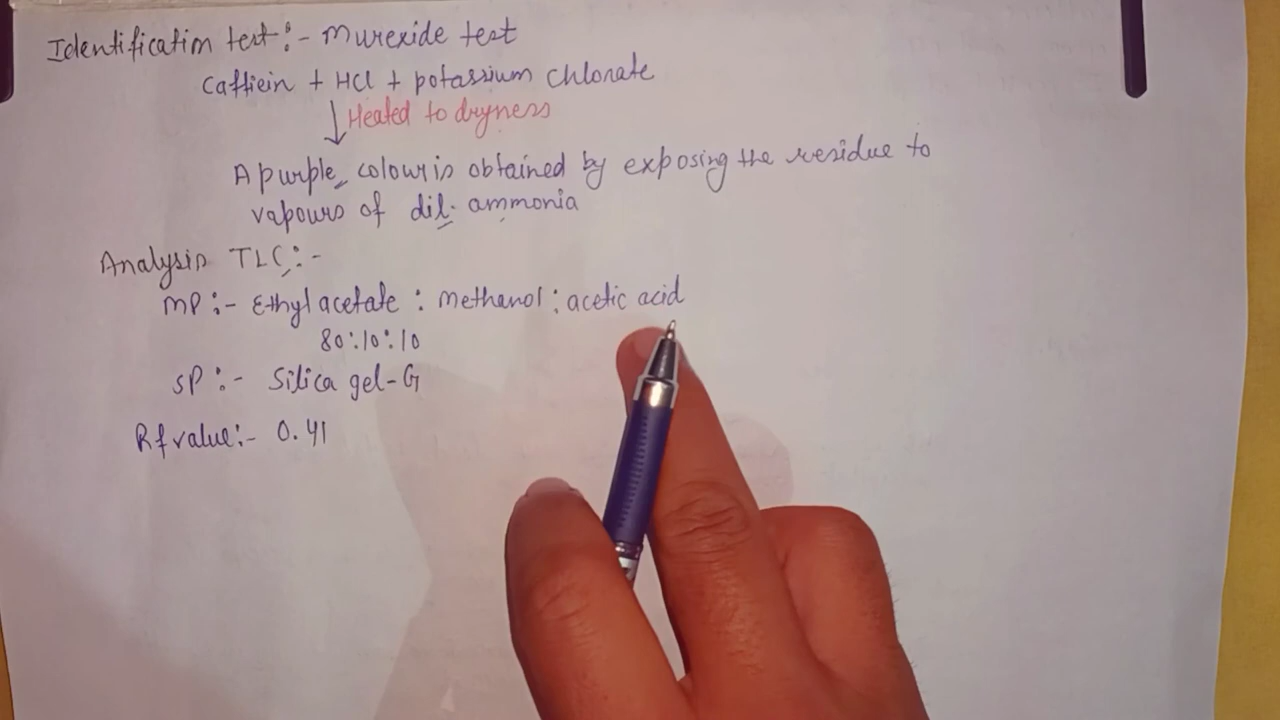 Identification test:- Murexide test
Caffiein + HCl + potassium chlorate
Heated to dryness
A purple colour is obtained by exposing the residue to
vapours of dil. ammonia
Analysis TLC:-
MP:- Ethyl acetate : methanol : acetic acid
80:10:10
SP:- Silica gel-G
Rf value:- 0.41